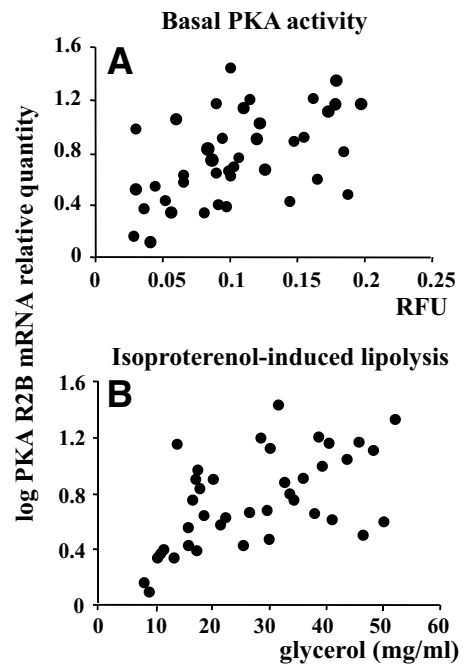 Basal PKA activity
A
1.6
1.2
0.8
0.4
0
0 0.05 0.1 0.15 0.2 0.25
RFU
log PKA R2B mRNA relative quantity
Isoproterenol-induced lipolysis
B
1.6
1.2
0.8
0.4
0
0 10 20 30 40 50 60
glycerol (mg/ml)